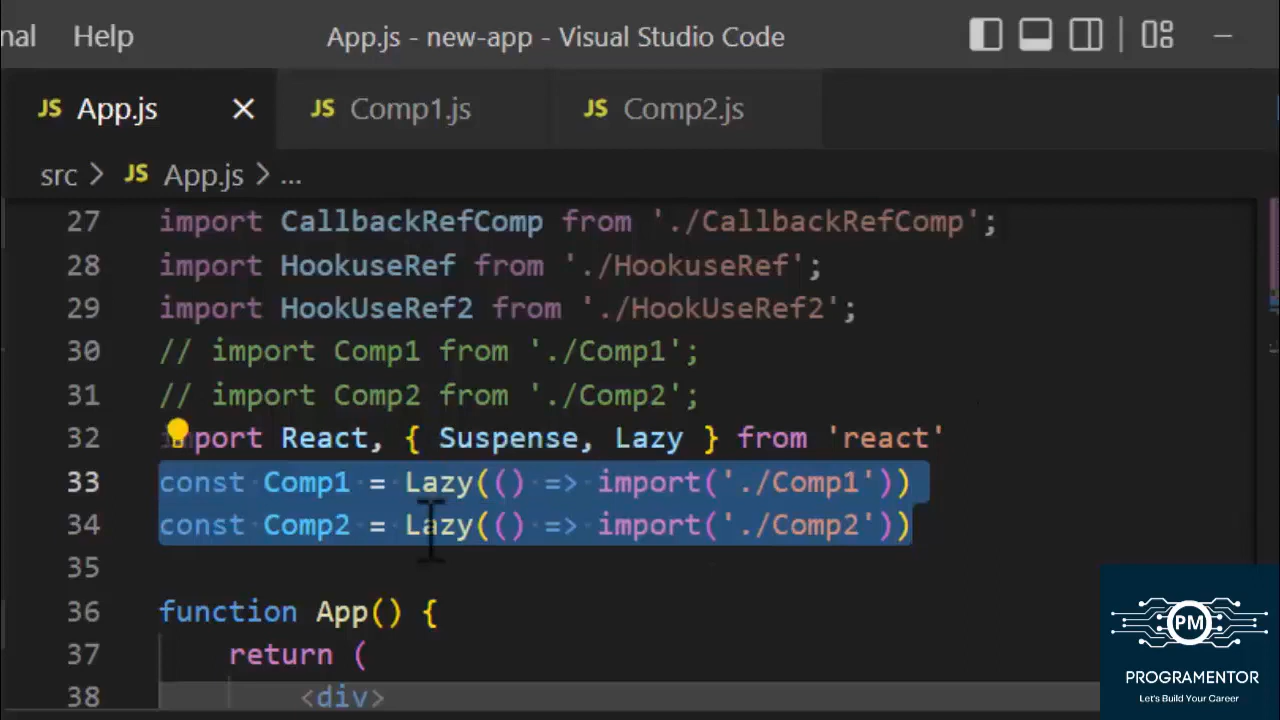 nal Help App.js - new-app - Visual Studio Code
JS App.js JS Comp1.js JS Comp2.js
src > JS App.js > ...
27 import CallbackRefComp from './CallbackRefComp';
28 import HookuseRef from './HookuseRef';
29 import HookUseRef2 from './HookUseRef2';
30 // import Comp1 from './Comp1';
31 // import Comp2 from './Comp2';
32 import React, { Suspense, Lazy } from 'react'
33 const Comp1 = Lazy(() => import('./Comp1'))
34 const Comp2 = Lazy(() => import('./Comp2'))
35
36 function App() {
37 return (
38 <div>
PM
PROGRAMENTOR
Let's Build Your Career